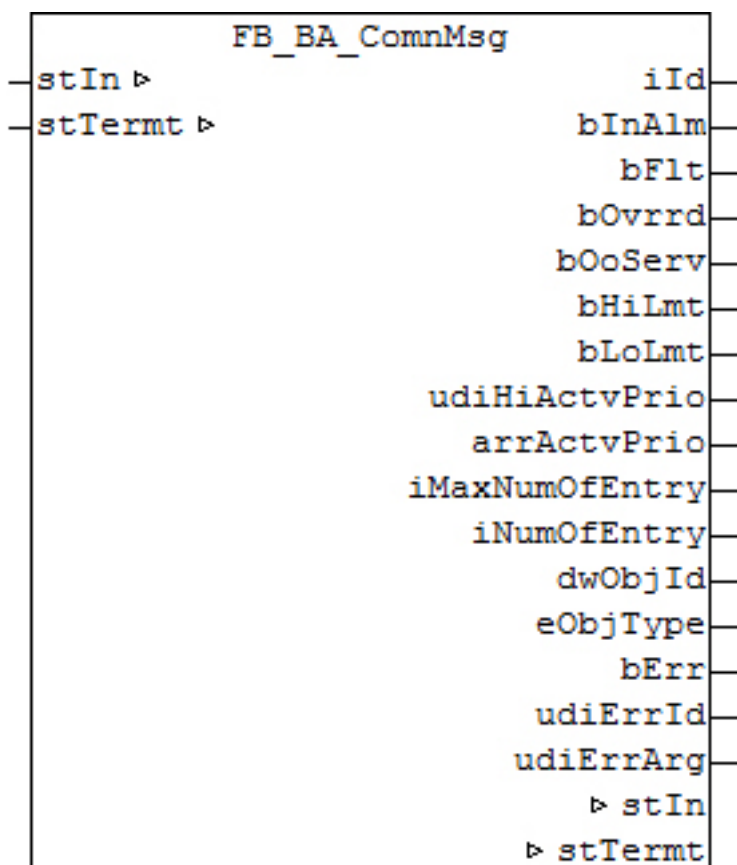 FB_BA_ComnMsg
stIn ▷ iId
stTermt ▷ bInAlm
bFlt
bOvrrd
bOoServ
bHiLmt
bLoLmt
udiHiActvPrio
arrActvPrio
iMaxNumOfEntry
iNumOfEntry
dwObjId
eObjType
bErr
udiErrId
udiErrArg
▷ stIn
▷ stTermt